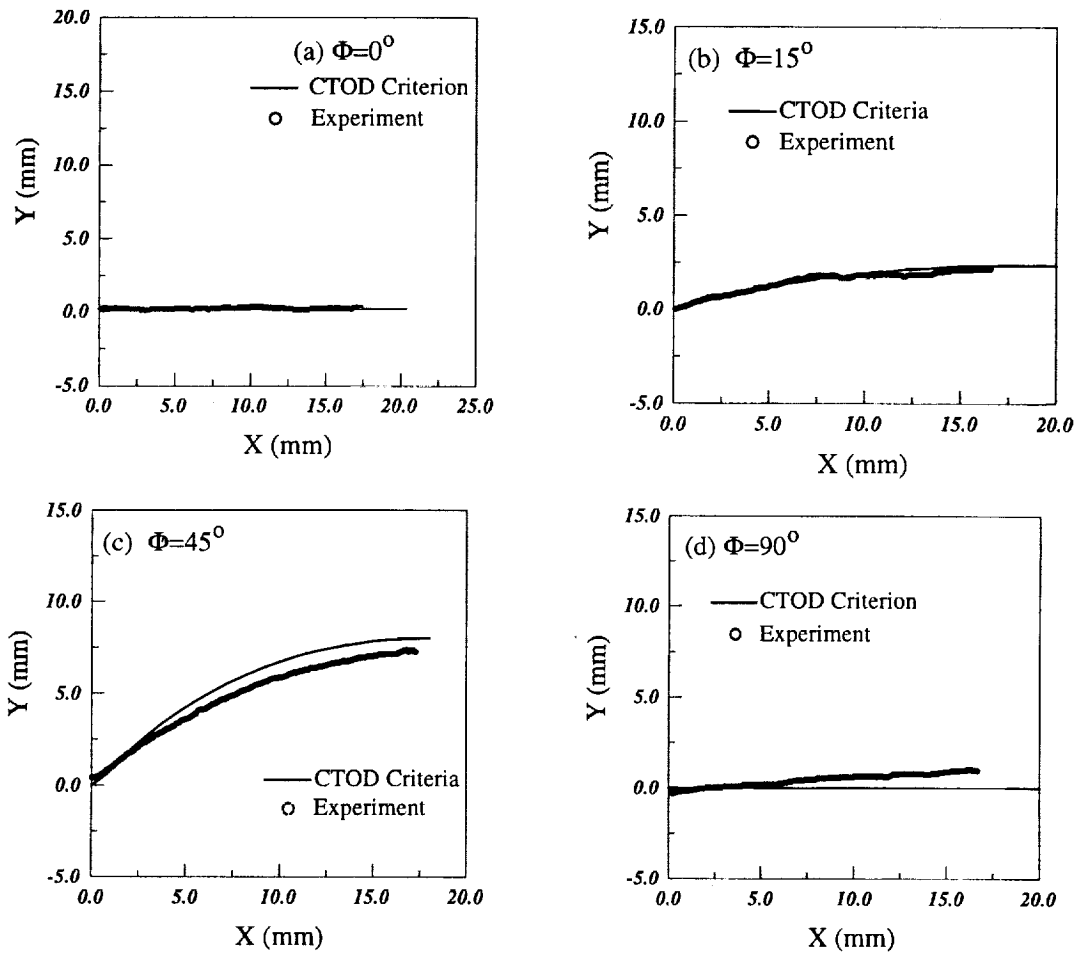 (a) Φ=0°
CTOD Criterion
Experiment
Y (mm)
20.0
15.0
10.0
5.0
0.0
-5.0
0.0 5.0 10.0 15.0 20.0 25.0
X (mm)
(b) Φ=15°
CTOD Criteria
Experiment
Y (mm)
15.0
10.0
5.0
0.0
-5.0
0.0 5.0 10.0 15.0 20.0
X (mm)
(c) Φ=45°
CTOD Criteria
Experiment
Y (mm)
15.0
10.0
5.0
0.0
-5.0
0.0 5.0 10.0 15.0 20.0
X (mm)
(d) Φ=90°
CTOD Criterion
Experiment
Y (mm)
15.0
10.0
5.0
0.0
-5.0
0.0 5.0 10.0 15.0 20.0
X (mm)